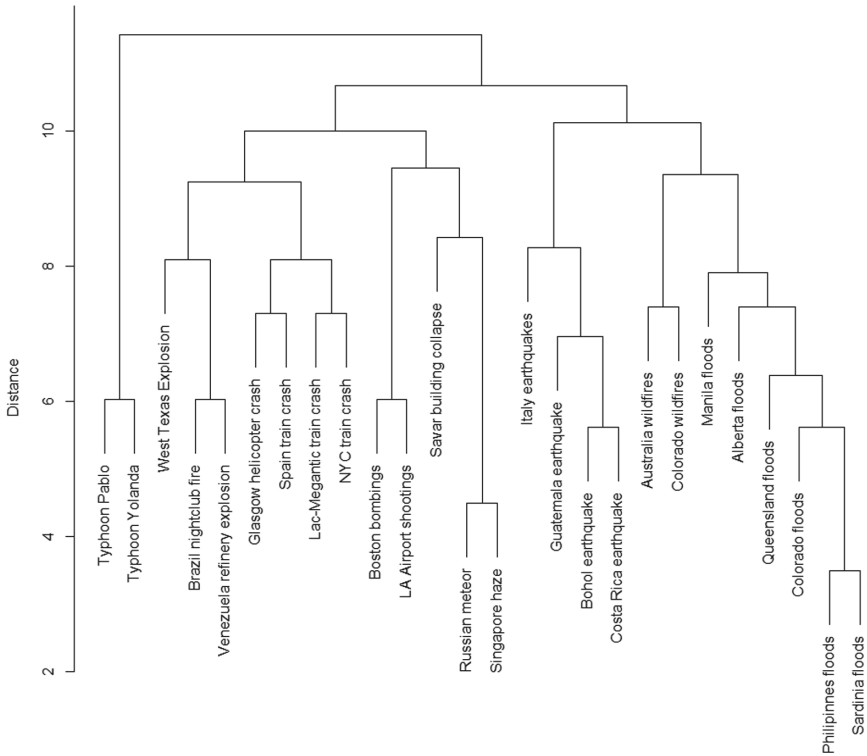 Distance
10
8
6
4
2
Typhoon Pablo
Typhoon Yolanda
West Texas Explosion
Brazil nightclub fire
Venezuela refinery explosion
Glasgow helicopter crash
Spain train crash
Lac-Megantic train crash
NYC train crash
Boston bombings
LA Airport shootings
Savar building collapse
Russian meteor
Singapore haze
Italy earthquakes
Guatemala earthquake
Bohol earthquake
Costa Rica earthquake
Australia wildfires
Colorado wildfires
Manila floods
Alberta floods
Queensland floods
Colorado floods
Philipinnes floods
Sardinia floods